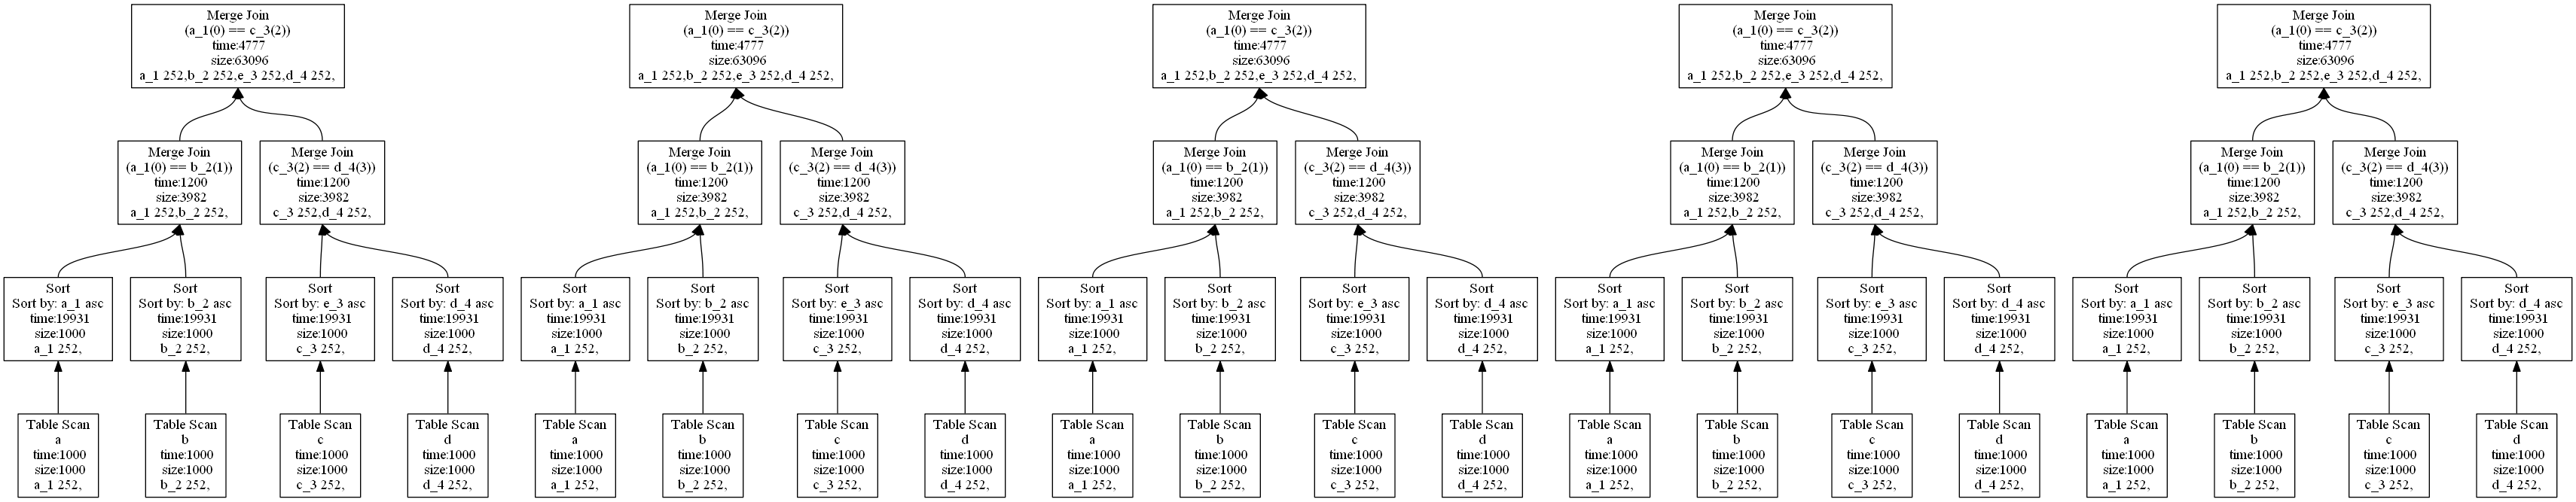 Merge Join
(a_1(0) == c_3(2))
time:4777
size:63096
a_1 252,b_2 252,e_3 252,d_4 252,
Merge Join
(a_1(0) == c_3(2))
time:4777
size:63096
a_1 252,b_2 252,e_3 252,d_4 252,
Merge Join
(a_1(0) == c_3(2))
time:4777
size:63096
a_1 252,b_2 252,e_3 252,d_4 252,
Merge Join
(a_1(0) == c_3(2))
time:4777
size:63096
a_1 252,b_2 252,e_3 252,d_4 252,
Merge Join
(a_1(0) == c_3(2))
time:4777
size:63096
a_1 252,b_2 252,e_3 252,d_4 252,
Merge Join
(a_1(0) == b_2(1))
time:1200
size:3982
a_1 252,b_2 252,
Merge Join
(c_3(2) == d_4(3))
time:1200
size:3982
c_3 252,d_4 252,
Merge Join
(a_1(0) == b_2(1))
time:1200
size:3982
a_1 252,b_2 252,
Merge Join
(c_3(2) == d_4(3))
time:1200
size:3982
c_3 252,d_4 252,
Merge Join
(a_1(0) == b_2(1))
time:1200
size:3982
a_1 252,b_2 252,
Merge Join
(c_3(2) == d_4(3))
time:1200
size:3982
c_3 252,d_4 252,
Merge Join
(a_1(0) == b_2(1))
time:1200
size:3982
a_1 252,b_2 252,
Merge Join
(c_3(2) == d_4(3))
time:1200
size:3982
c_3 252,d_4 252,
Merge Join
(a_1(0) == b_2(1))
time:1200
size:3982
a_1 252,b_2 252,
Merge Join
(c_3(2) == d_4(3))
time:1200
size:3982
c_3 252,d_4 252,
Sort
Sort by: a_1 asc
time:19931
size:1000
a_1 252,
Sort
Sort by: b_2 asc
time:19931
size:1000
b_2 252,
Sort
Sort by: e_3 asc
time:19931
size:1000
c_3 252,
Sort
Sort by: d_4 asc
time:19931
size:1000
d_4 252,
Sort
Sort by: a_1 asc
time:19931
size:1000
a_1 252,
Sort
Sort by: b_2 asc
time:19931
size:1000
b_2 252,
Sort
Sort by: e_3 asc
time:19931
size:1000
c_3 252,
Sort
Sort by: d_4 asc
time:19931
size:1000
d_4 252,
Sort
Sort by: a_1 asc
time:19931
size:1000
a_1 252,
Sort
Sort by: b_2 asc
time:19931
size:1000
b_2 252,
Sort
Sort by: e_3 asc
time:19931
size:1000
c_3 252,
Sort
Sort by: d_4 asc
time:19931
size:1000
d_4 252,
Sort
Sort by: a_1 asc
time:19931
size:1000
a_1 252,
Sort
Sort by: b_2 asc
time:19931
size:1000
b_2 252,
Sort
Sort by: e_3 asc
time:19931
size:1000
c_3 252,
Sort
Sort by: d_4 asc
time:19931
size:1000
d_4 252,
Sort
Sort by: a_1 asc
time:19931
size:1000
a_1 252,
Sort
Sort by: b_2 asc
time:19931
size:1000
b_2 252,
Sort
Sort by: e_3 asc
time:19931
size:1000
c_3 252,
Sort
Sort by: d_4 asc
time:19931
size:1000
d_4 252,
Table Scan
a
time:1000
size:1000
a_1 252,
Table Scan
b
time:1000
size:1000
b_2 252,
Table Scan
c
time:1000
size:1000
c_3 252,
Table Scan
d
time:1000
size:1000
d_4 252,
Table Scan
a
time:1000
size:1000
a_1 252,
Table Scan
b
time:1000
size:1000
b_2 252,
Table Scan
c
time:1000
size:1000
c_3 252,
Table Scan
d
time:1000
size:1000
d_4 252,
Table Scan
a
time:1000
size:1000
a_1 252,
Table Scan
b
time:1000
size:1000
b_2 252,
Table Scan
c
time:1000
size:1000
c_3 252,
Table Scan
d
time:1000
size:1000
d_4 252,
Table Scan
a
time:1000
size:1000
a_1 252,
Table Scan
b
time:1000
size:1000
b_2 252,
Table Scan
c
time:1000
size:1000
c_3 252,
Table Scan
d
time:1000
size:1000
d_4 252,
Table Scan
a
time:1000
size:1000
a_1 252,
Table Scan
b
time:1000
size:1000
b_2 252,
Table Scan
c
time:1000
size:1000
c_3 252,
Table Scan
d
time:1000
size:1000
d_4 252,